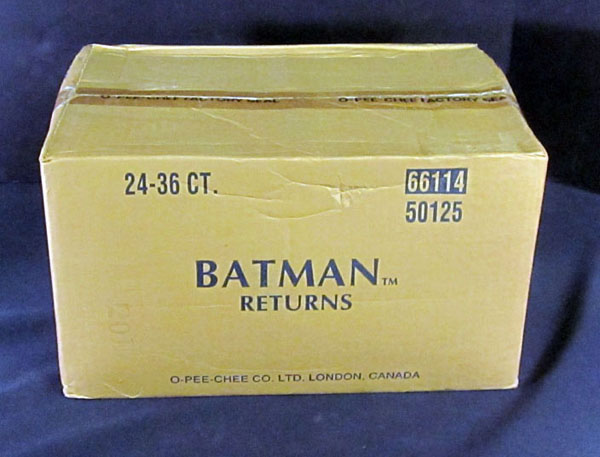 O-PEE-CHEE FACTORY SEAL O-PEE-CHEE FACTORY SEAL
24-36 CT. 66114
50125
BATMAN™
RETURNS
O-PEE-CHEE CO. LTD. LONDON, CANADA